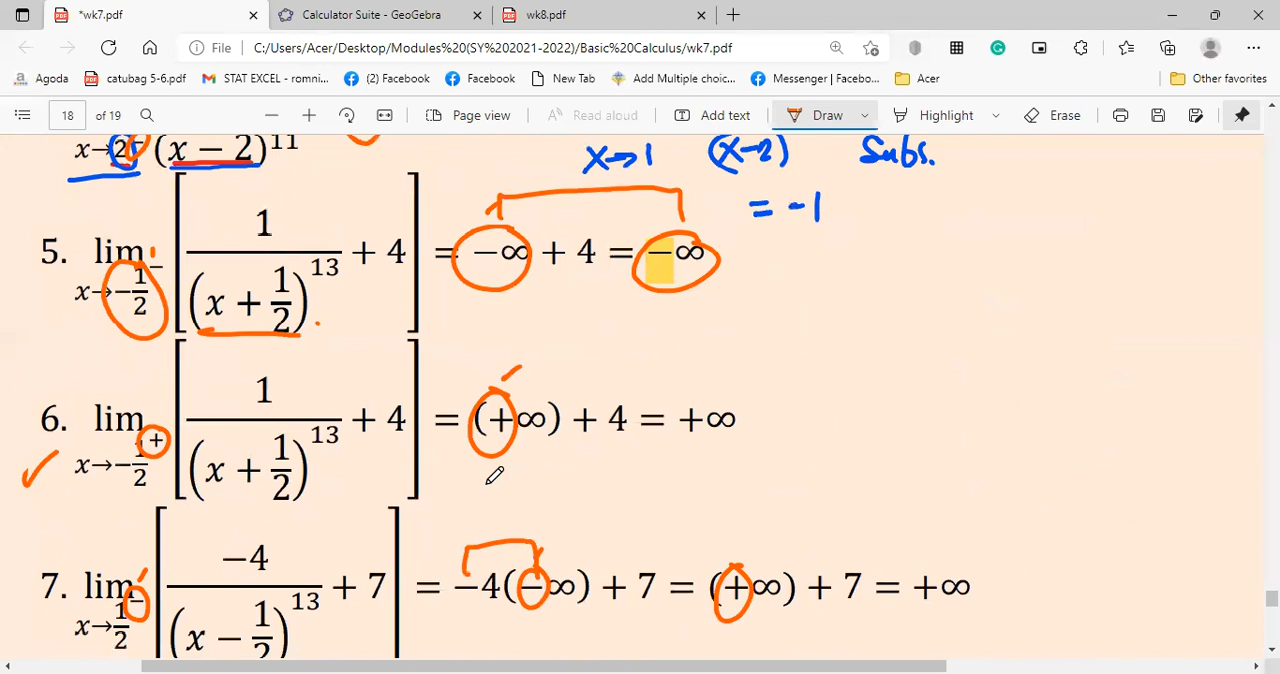 *wk7.pdf
Calculator Suite - GeoGebra
wk8.pdf
File C:/Users/Acer/Desktop/Modules%20(SY%202021-2022)/Basic%20Calculus/wk7.pdf
Agoda catubag 5-6.pdf STAT EXCEL - romni... (2) Facebook Facebook New Tab Add Multiple choic... Messenger | Facebo... Acer Other favorites
18 of 19 Page view Read aloud Add text Draw Highlight Erase
x→2⁻ (x − 2)¹¹ x→1 (x-2) Subs.
= -1
5. lim x→−1/2⁻ [1/(x + 1/2)¹³ + 4] = −∞ + 4 = −∞
6. lim x→−1/2⁺ [1/(x + 1/2)¹³ + 4] = (+∞) + 4 = +∞
7. lim x→1/2⁻ [−4/(x − 1/2)¹³ + 7] = −4(−∞) + 7 = (+∞) + 7 = +∞